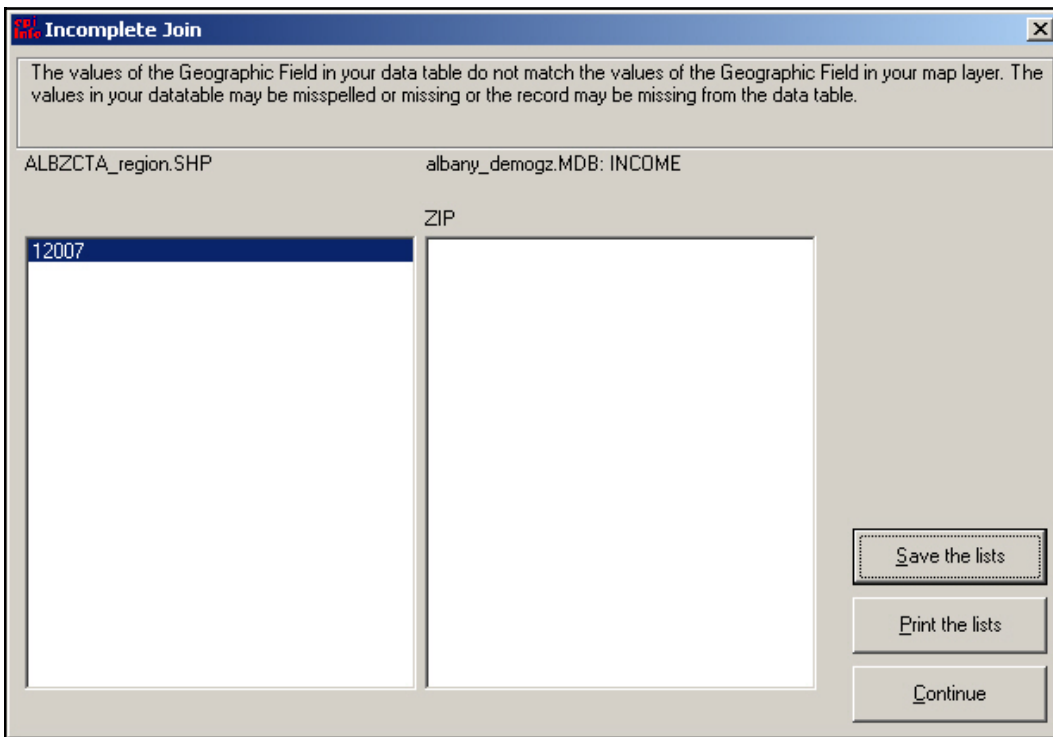 Epi
Info
Incomplete Join
The values of the Geographic Field in your data table do not match the values of the Geographic Field in your map layer. The
values in your datatable may be misspelled or missing or the record may be missing from the data table.
ALBZCTA_region.SHP
albany_demogz.MDB: INCOME
ZIP
12007
Save the lists
Print the lists
Continue